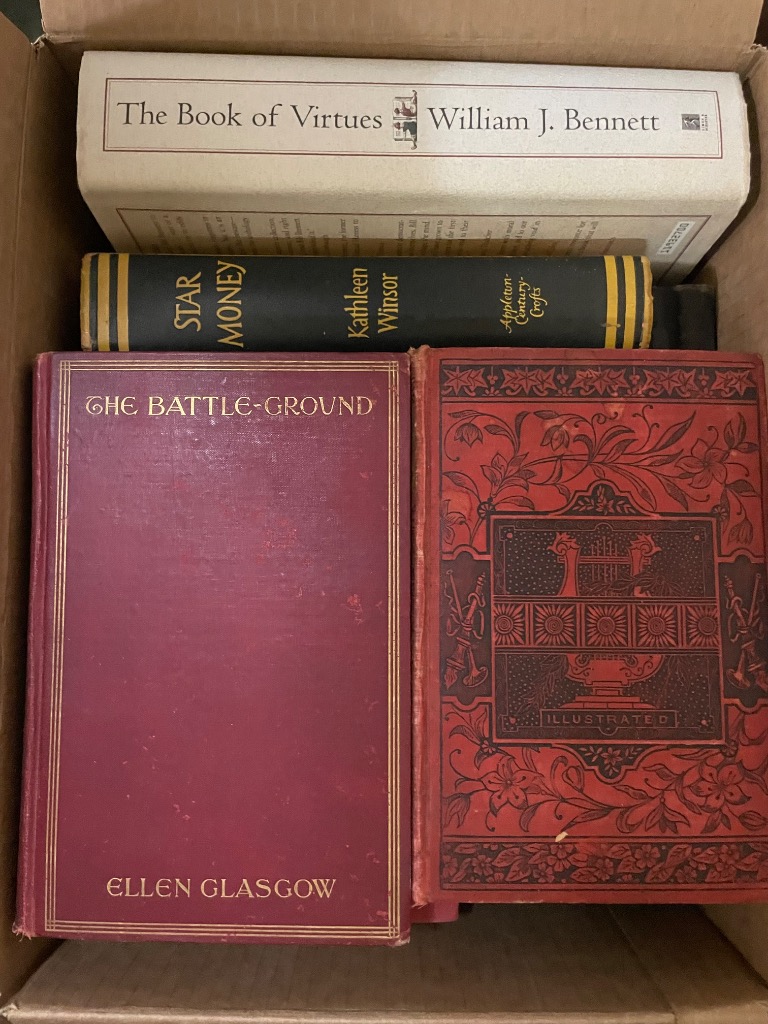 The Book of Virtues William J. Bennett
STAR
MONEY
Kathleen
Winsor
Appleton-
Century-
Crofts
THE BATTLE-GROUND
ELLEN GLASGOW
ILLUSTRATED